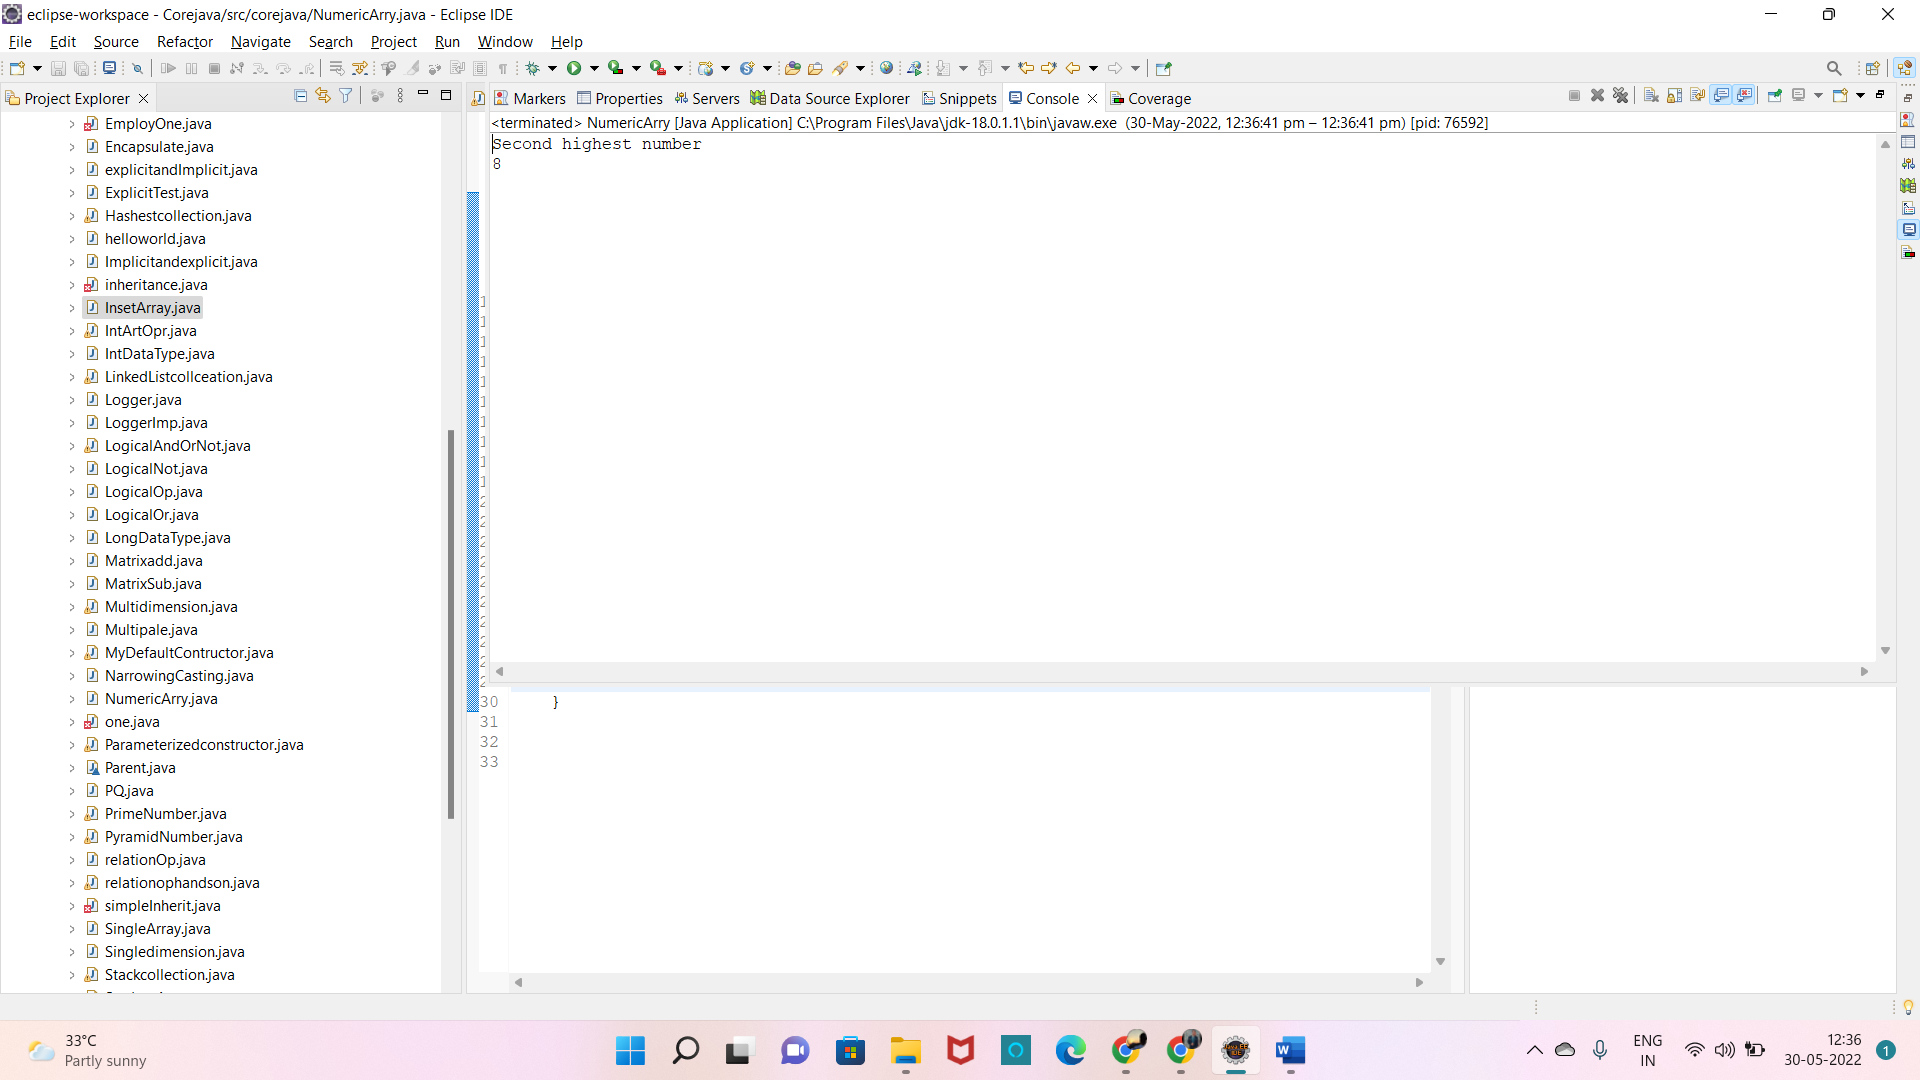 eclipse-workspace - Corejava/src/corejava/NumericArry.java - Eclipse IDE
File Edit Source Refactor Navigate Search Project Run Window Help
Project Explorer
Markers Properties Servers Data Source Explorer Snippets Console Coverage
<terminated> NumericArry [Java Application] C:\Program Files\Java\jdk-18.0.1.1\bin\javaw.exe (30-May-2022, 12:36:41 pm – 12:36:41 pm) [pid: 76592]
Second highest number
8
EmployOne.java
Encapsulate.java
explicitandImplicit.java
ExplicitTest.java
Hashestcollection.java
helloworld.java
Implicitandexplicit.java
inheritance.java
InsetArray.java
IntArtOpr.java
IntDataType.java
LinkedListcollceation.java
Logger.java
LoggerImp.java
LogicalAndOrNot.java
LogicalNot.java
LogicalOp.java
LogicalOr.java
LongDataType.java
Matrixadd.java
MatrixSub.java
Multidimension.java
Multipale.java
MyDefaultContructor.java
NarrowingCasting.java
NumericArry.java
one.java
Parameterizedconstructor.java
Parent.java
PQ.java
PrimeNumber.java
PyramidNumber.java
relationOp.java
relationophandson.java
simpleInherit.java
SingleArray.java
Singledimension.java
Stackcollection.java
30 }
31
32
33
33°C
Partly sunny
ENG
IN
12:36
30-05-2022
1